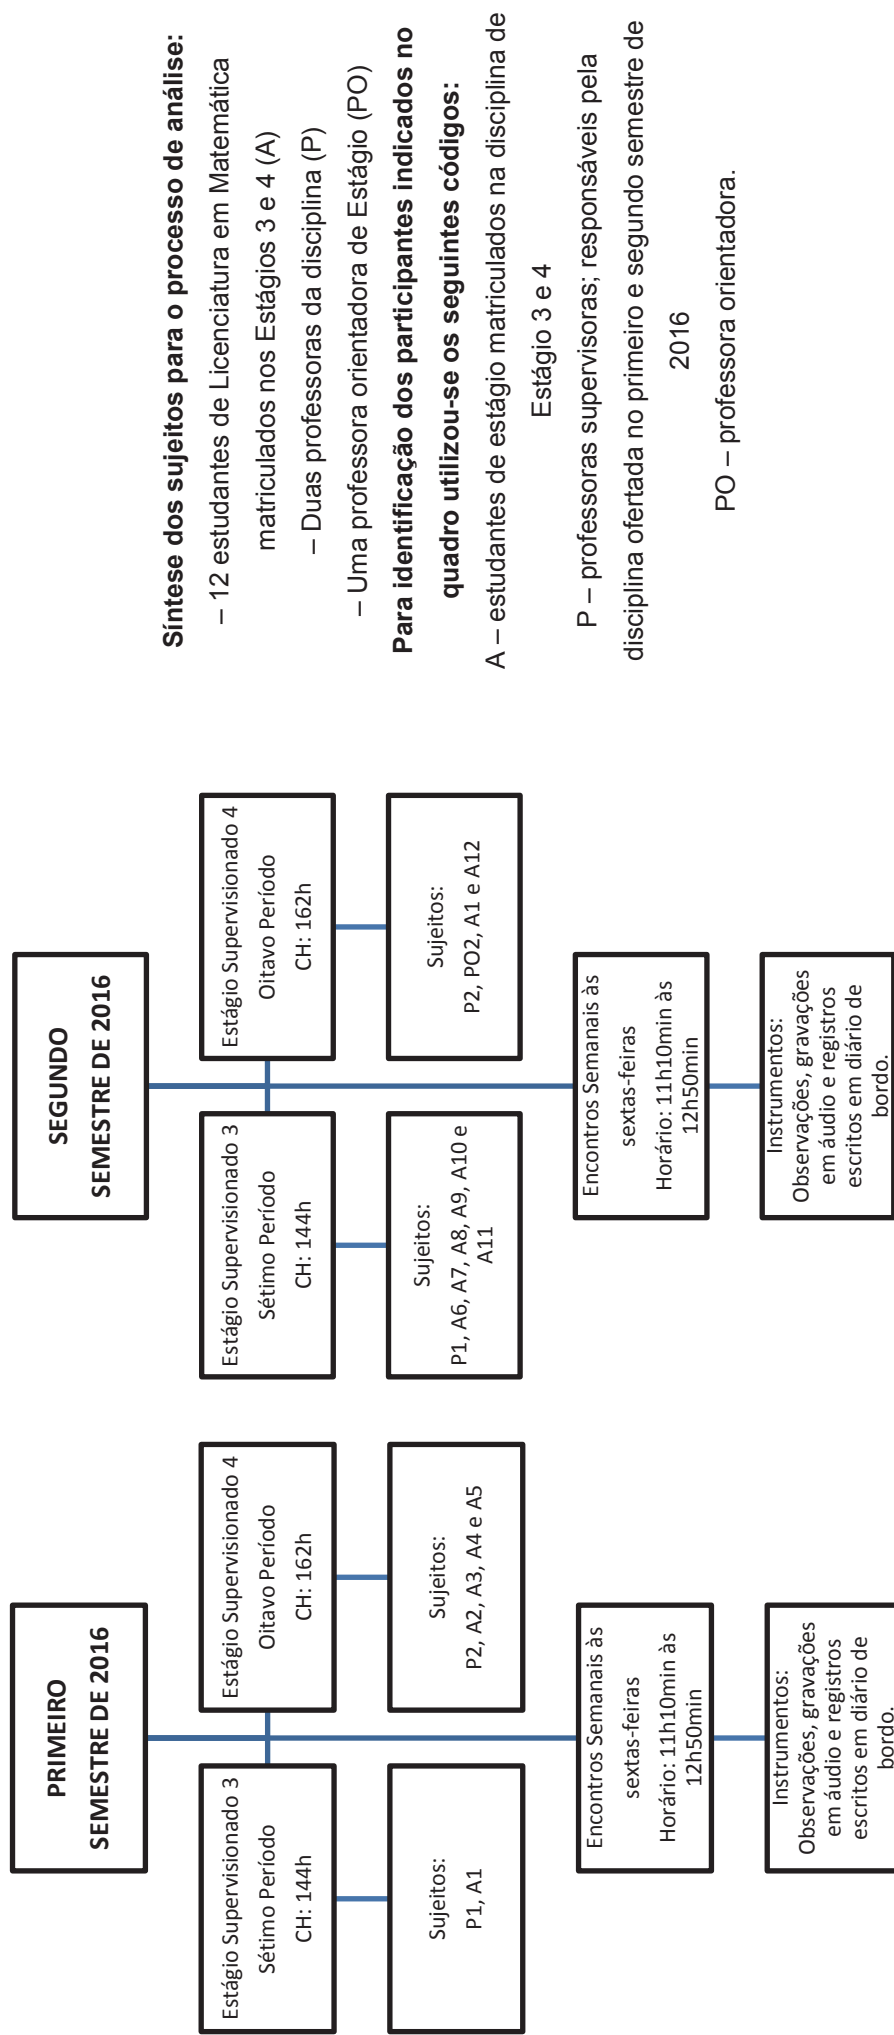 PRIMEIRO
SEMESTRE DE 2016
Estágio Supervisionado 3
Sétimo Período
CH: 144h
Estágio Supervisionado 4
Oitavo Período
CH: 162h
Sujeitos:
P1, A1
Sujeitos:
P2, A2, A3, A4 e A5
Encontros Semanais às
sextas-feiras
Horário: 11h10min às
12h50min
Instrumentos:
Observações, gravações
em áudio e registros
escritos em diário de
bordo.
SEGUNDO
SEMESTRE DE 2016
Estágio Supervisionado 3
Sétimo Período
CH: 144h
Estágio Supervisionado 4
Oitavo Período
CH: 162h
Sujeitos:
P1, A6, A7, A8, A9, A10 e
A11
Sujeitos:
P2, PO2, A1 e A12
Encontros Semanais às
sextas-feiras
Horário: 11h10min às
12h50min
Instrumentos:
Observações, gravações
em áudio e registros
escritos em diário de
bordo.
Síntese dos sujeitos para o processo de análise:
– 12 estudantes de Licenciatura em Matemática
matriculados nos Estágios 3 e 4 (A)
– Duas professoras da disciplina (P)
– Uma professora orientadora de Estágio (PO)
Para identificação dos participantes indicados no
quadro utilizou-se os seguintes códigos:
A – estudantes de estágio matriculados na disciplina de
Estágio 3 e 4
P – professoras supervisoras; responsáveis pela
disciplina ofertada no primeiro e segundo semestre de
2016
PO – professora orientadora.